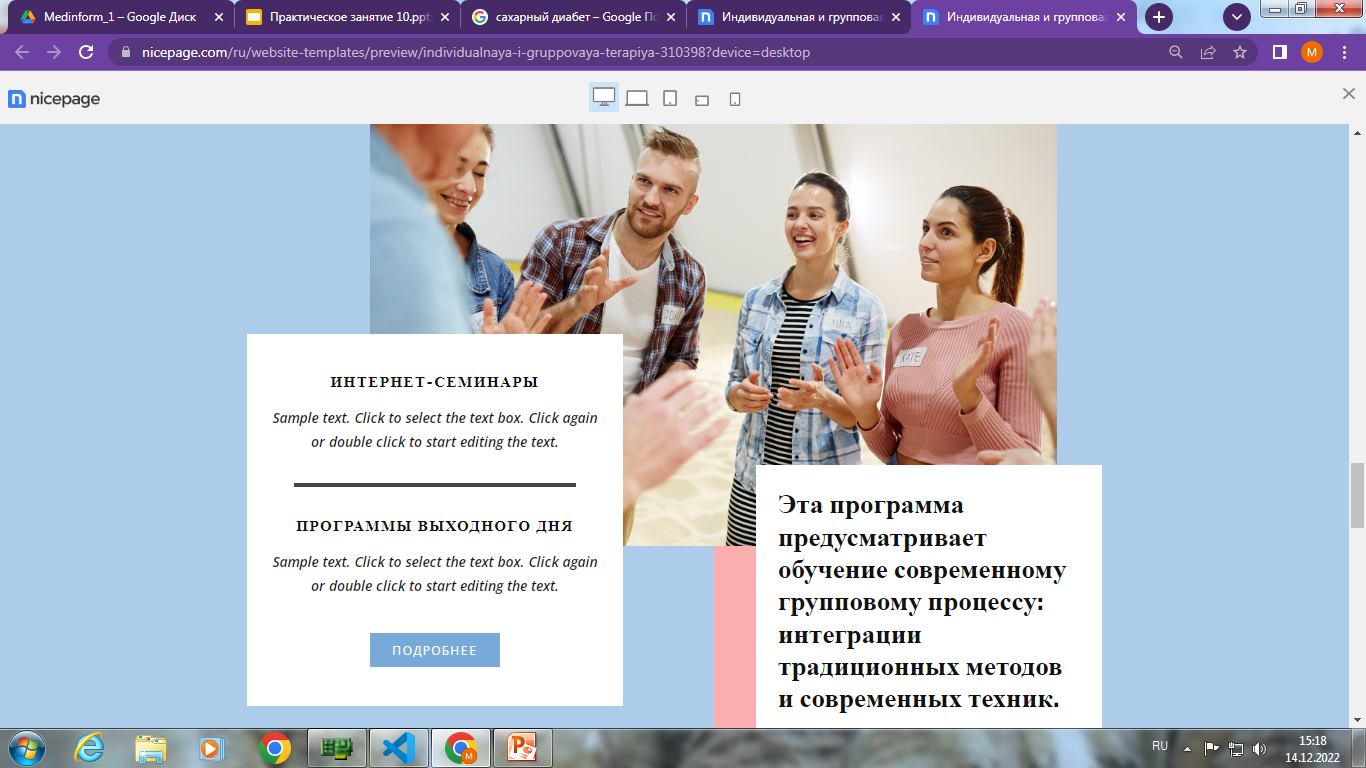 Medinform_1 – Google Диск
Практическое занятие 10.ppt
сахарный диабет – Google По
Индивидуальная и групповая
Индивидуальная и групповая
nicepage.com/ru/website-templates/preview/individualnaya-i-gruppovaya-terapiya-310398?device=desktop
M
nicepage
ANNA
KATE
ИНТЕРНЕТ-СЕМИНАРЫ
Sample text. Click to select the text box. Click again
or double click to start editing the text.
ПРОГРАММЫ ВЫХОДНОГО ДНЯ
Sample text. Click to select the text box. Click again
or double click to start editing the text.
ПОДРОБНЕЕ
Эта программа
предусматривает
обучение современному
групповому процессу:
интеграции
традиционных методов
и современных техник.
M
RU
15:18
14.12.2022